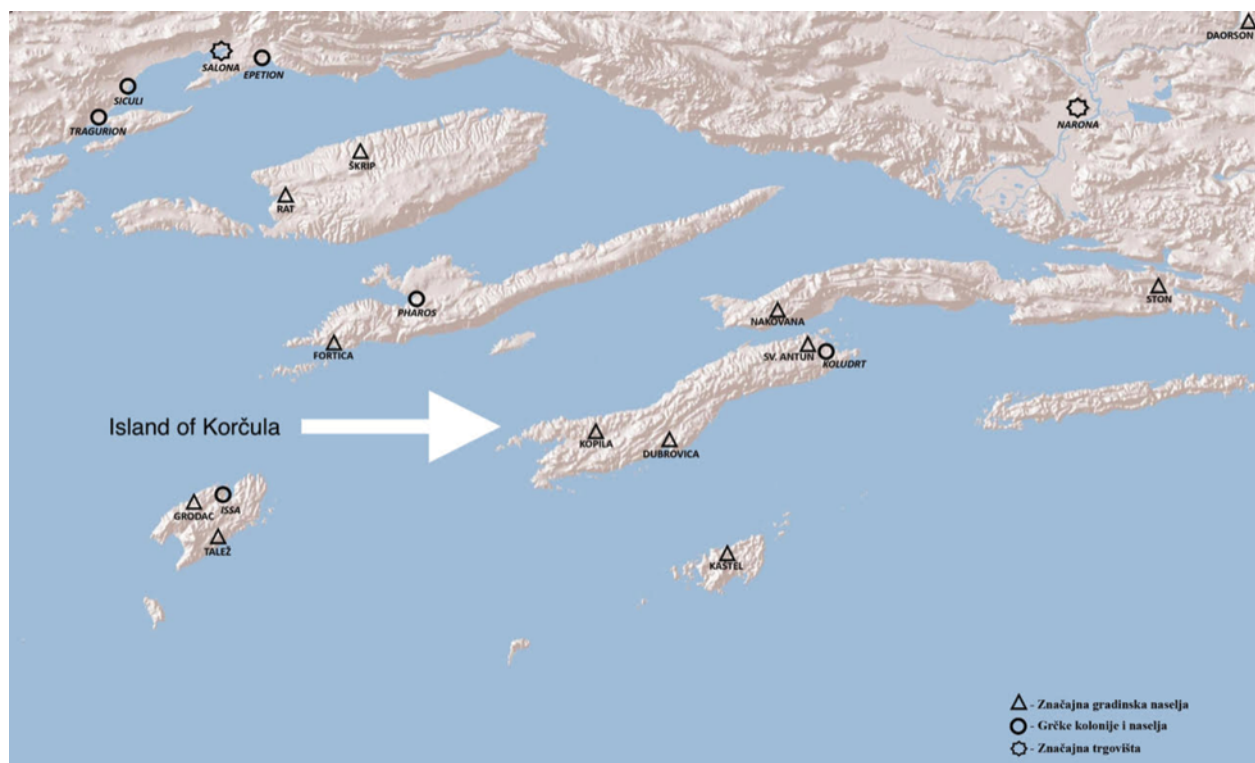 DAORSON
SALONA
EPETION
SICULI
TRAGURION
NARONA
ŠKRIP
RAT
PHAROS
STON
NAKOVANA
FORTICA
SV. ANTUN
KOLUDRT
Island of Korčula
KOPILA
DUBROVICA
GRODAC
ISSA
TALEŽ
KAŠTEL
- Značajna gradinska naselja
- Grčke kolonije i naselja
- Značajna trgovišta